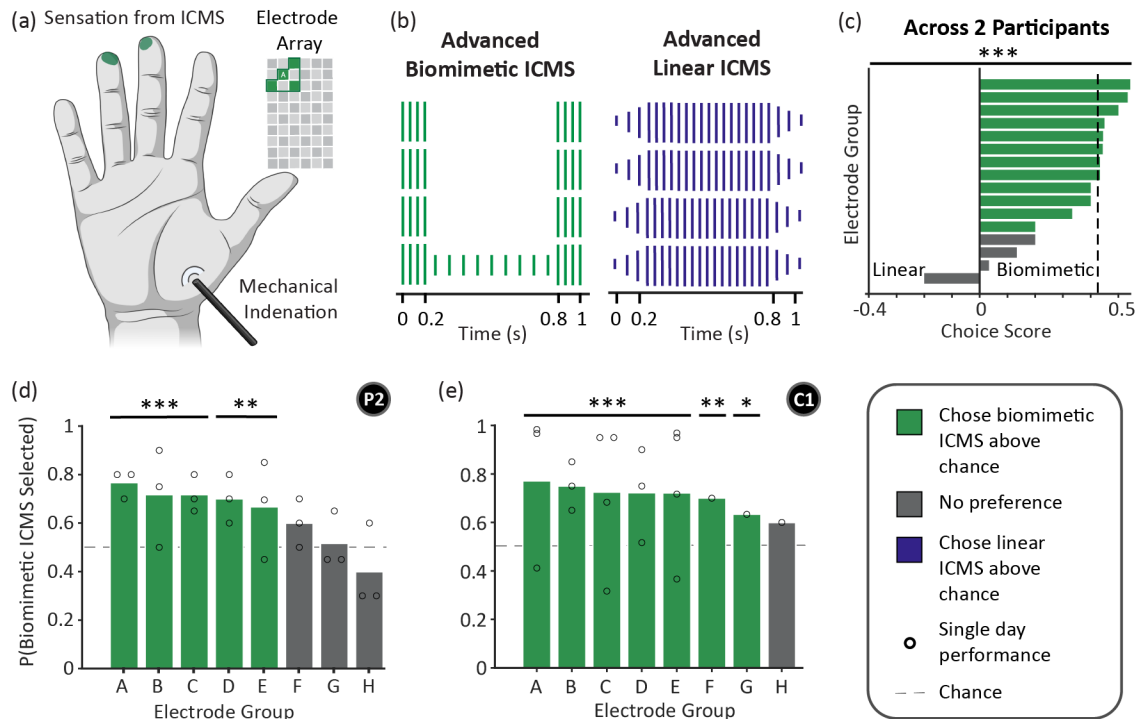 (a)
Sensation from ICMS
Electrode
Array
A
Mechanical
Indenation
(b)
Advanced
Biomimetic ICMS
0 0.2 0.8 1
Time (s)
Advanced
Linear ICMS
0 0.2 0.8 1
Time (s)
(c)
Across 2 Participants
***
Electrode Group
Linear
Biomimetic
-0.4 0 0.5
Choice Score
(d)
P2
*** **
P(Biomimetic ICMS Selected)
1
0.8
0.6
0.4
0.2
0
A B C D E F G H
Electrode Group
(e)
C1
*** ** *
1
0.8
0.6
0.4
0.2
0
A B C D E F G H
Electrode Group
Chose biomimetic
ICMS above
chance
No preference
Chose linear
ICMS above
chance
Single day
performance
Chance